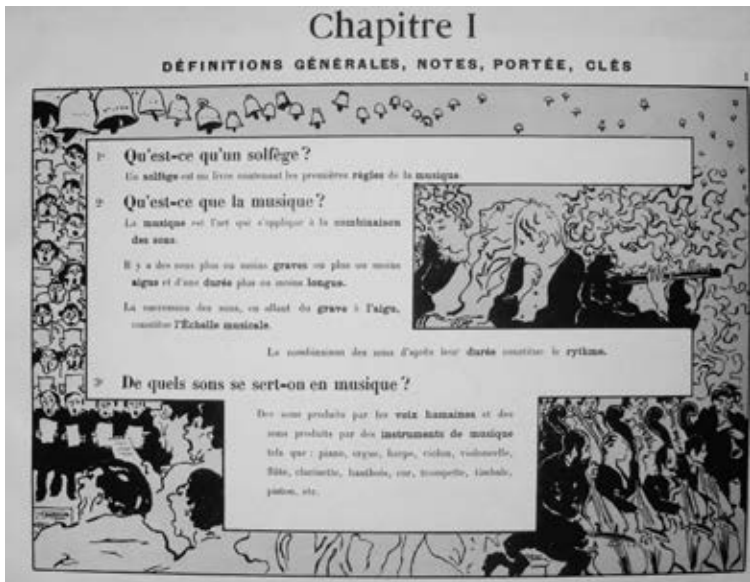 Chapitre I
DÉFINITIONS GÉNÉRALES, NOTES, PORTÉE, CLÉS
1
1º Qu'est-ce qu'un solfège ?
Un solfège est un livre contenant les premières règles de la musique.
2º Qu'est-ce que la musique ?
La musique est l'art qui s'applique à la combinaison
des sons.
Il y a des sons plus ou moins graves ou plus ou moins
aigus et d'une durée plus ou moins longue.
La succession des sons, en allant du grave à l'aigu,
constitue l'Échelle musicale.
La combinaison des sons d'après leur durée constitue le rythme.
3º De quels sons se sert-on en musique ?
Des sons produits par les voix humaines et des
sons produits par des instruments de musique
tels que : piano, orgue, harpe, violon, violoncelle,
flûte, clarinette, hautbois, cor, trompette, timbale,
piston, etc.